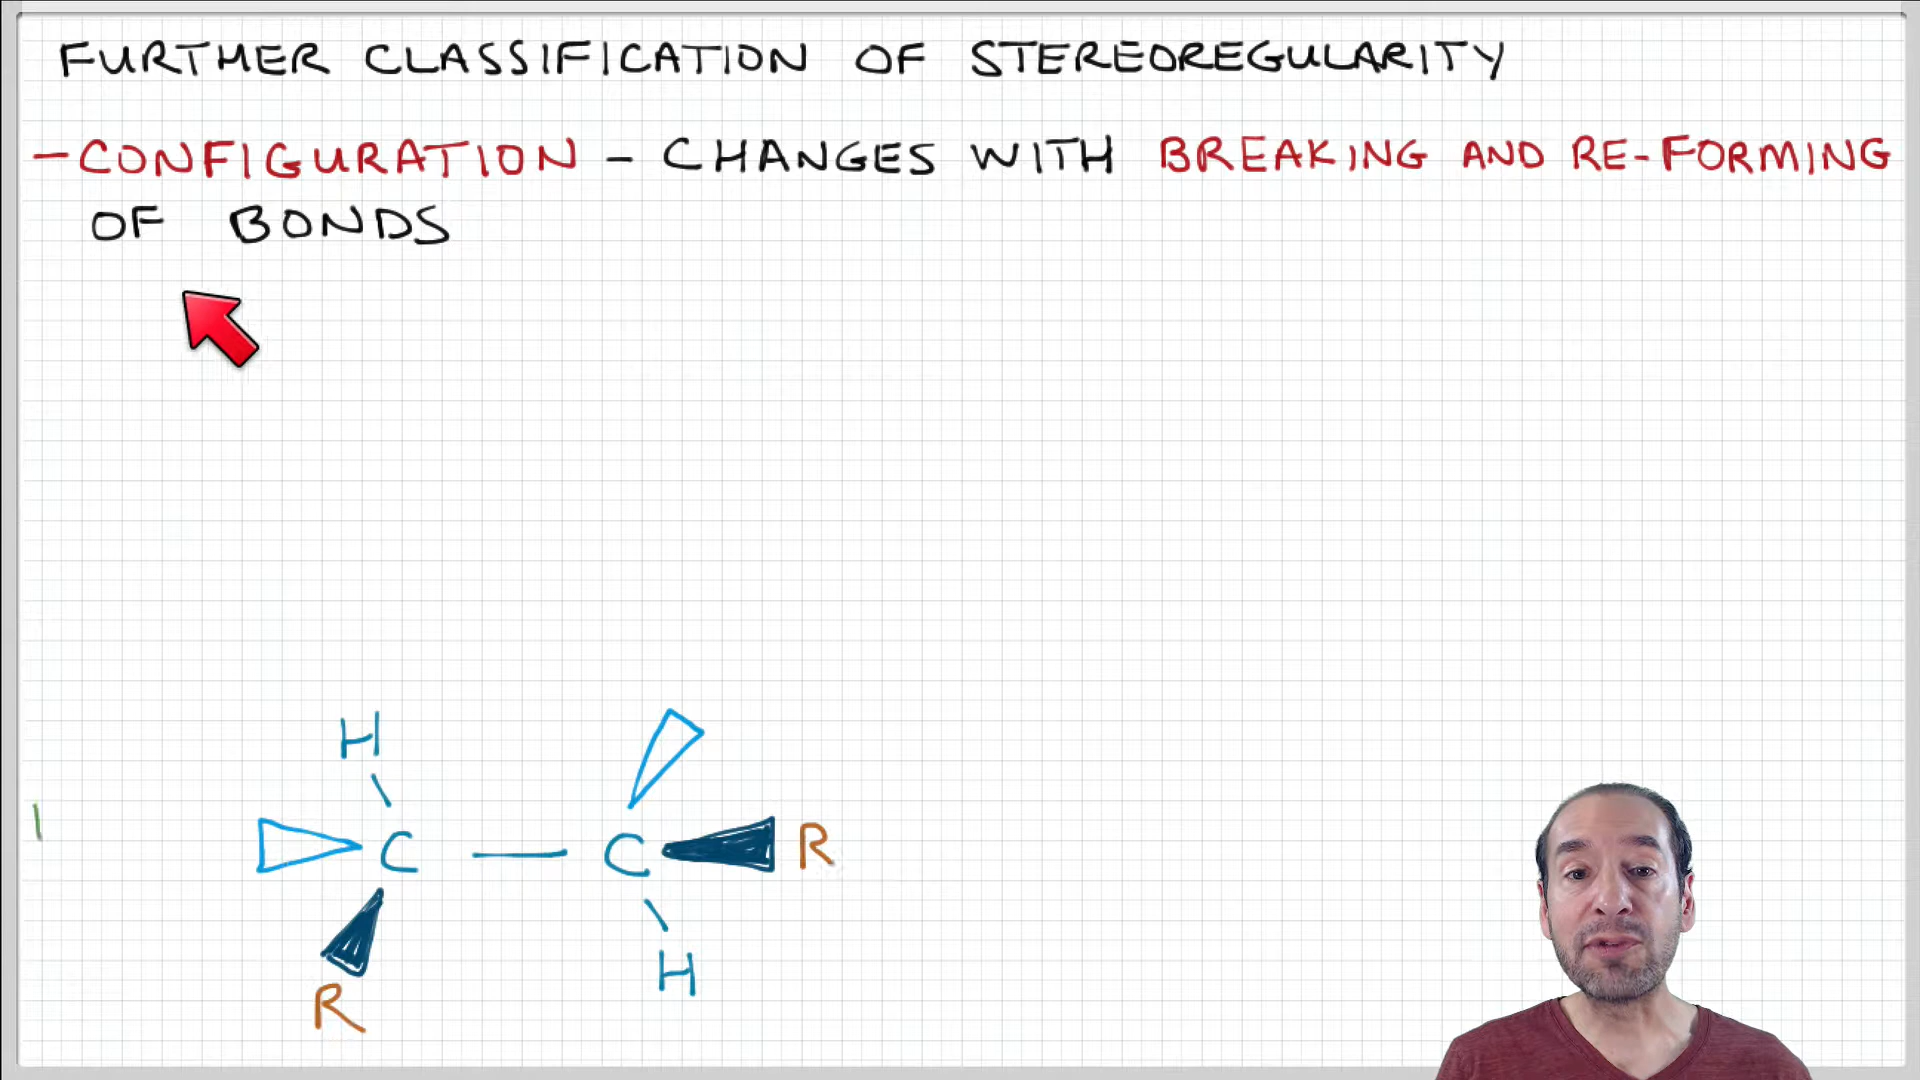 FURTHER CLASSIFICATION OF STEREOREGULARITY
- CONFIGURATION - CHANGES WITH BREAKING AND RE-FORMING
OF BONDS
H
C C R
H
R